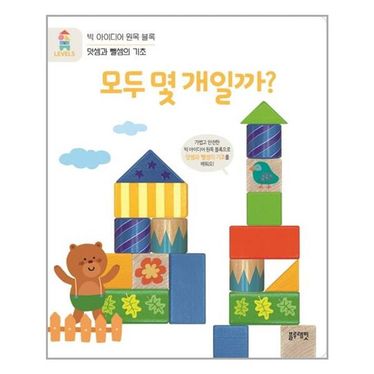 LEVEL5
빅 아이디어 원목 블록
덧셈과 뺄셈의 기초
모두 몇 개일까?
가볍고 안전한
빅 아이디어 원목 블록으로
덧셈과 뺄셈의 기초를
배워요!
블루래빗